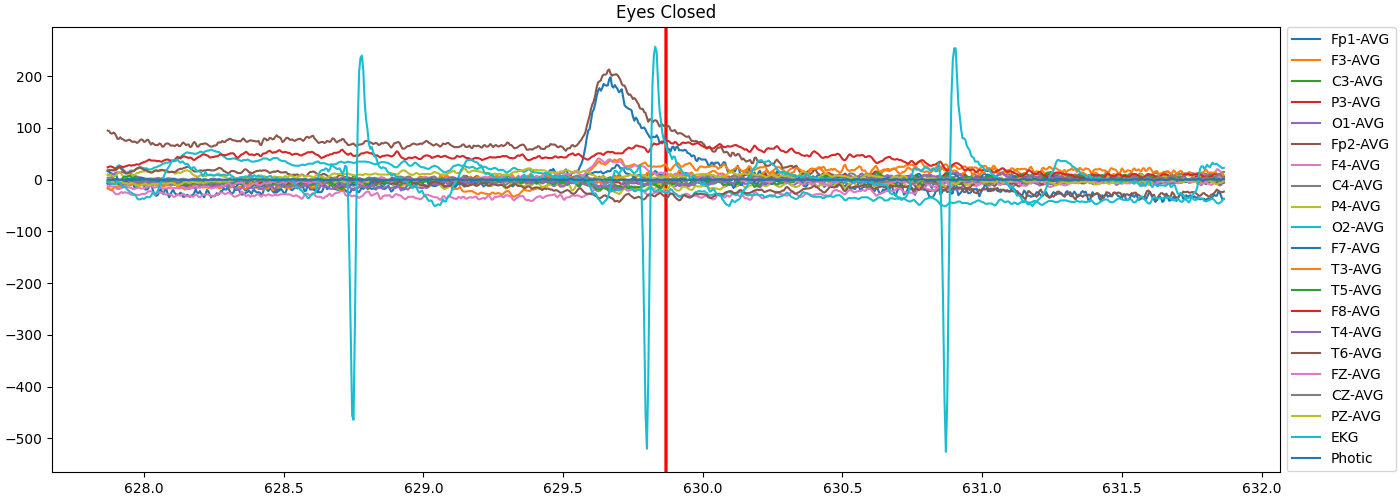 Eyes Closed
200
100
0
−100
−200
−300
−400
−500
628.0 628.5 629.0 629.5 630.0 630.5 631.0 631.5 632.0
Fp1-AVG
F3-AVG
C3-AVG
P3-AVG
O1-AVG
Fp2-AVG
F4-AVG
C4-AVG
P4-AVG
O2-AVG
F7-AVG
T3-AVG
T5-AVG
F8-AVG
T4-AVG
T6-AVG
FZ-AVG
CZ-AVG
PZ-AVG
EKG
Photic